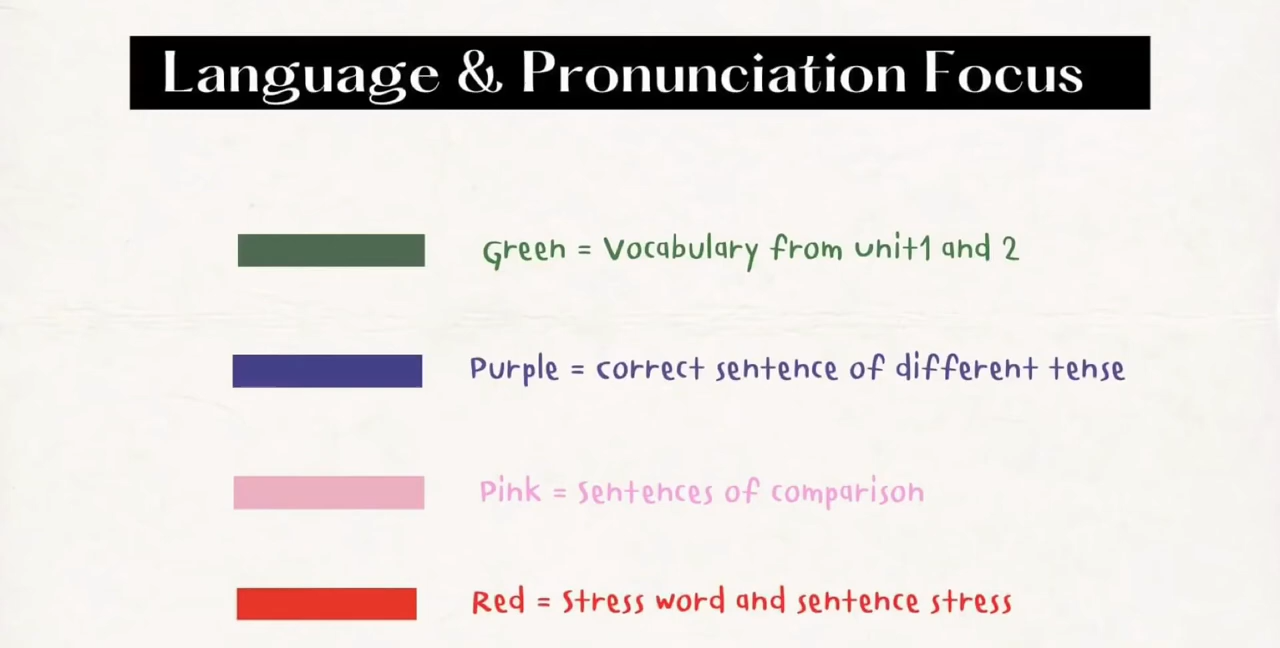 Language & Pronunciation Focus
Green = Vocabulary from unit1 and 2
Purple = correct sentence of different tense
Pink = Sentences of comparison
Red = Stress word and sentence stress